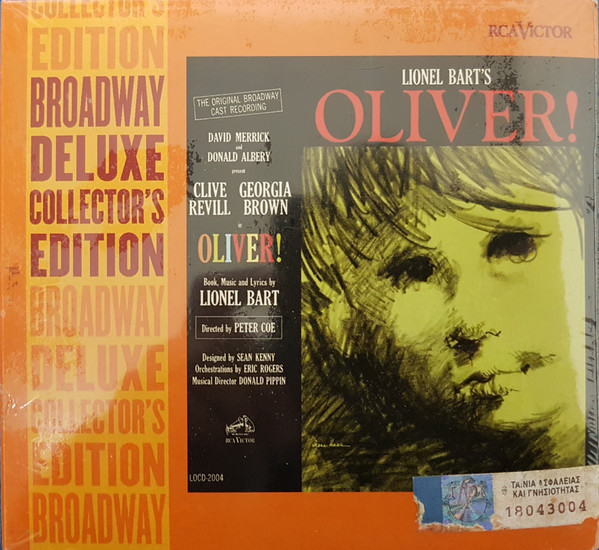 COLLECTOR'S
EDITION
BROADWAY
DELUXE
COLLECTOR'S
EDITION
BROADWAY
DELUXE
COLLECTOR'S
EDITION
BROADWAY
RCA VICTOR
THE ORIGINAL BROADWAY
CAST RECORDING
DAVID MERRICK
and
DONALD ALBERY
present
CLIVE GEORGIA
REVILL BROWN
in
OLIVER!
Book, Music and Lyrics by
LIONEL BART
Directed by PETER COE
Designed by SEAN KENNY
Orchestrations by ERIC ROGERS
Musical Director DONALD PIPPIN
RCA VICTOR
LOCD-2004
LIONEL BART'S
OLIVER!
ΤΑΙΝΙΑ ΑΣΦΑΛΕΙΑΣ
ΚΑΙ ΓΝΗΣΙΟΤΗΤΑΣ
18043004